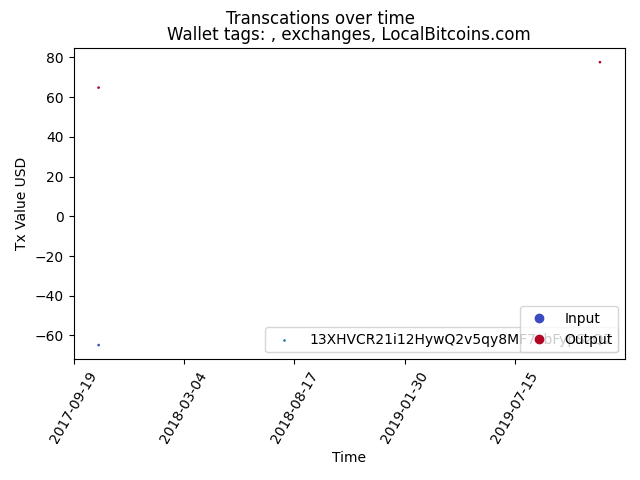 Transcations over time
Wallet tags: , exchanges, LocalBitcoins.com
Tx Value USD
80
60
40
20
0
−20
−40
−60
Input
Output
2017-09-19
2018-03-04
2018-08-17
2019-01-30
2019-07-15
Time